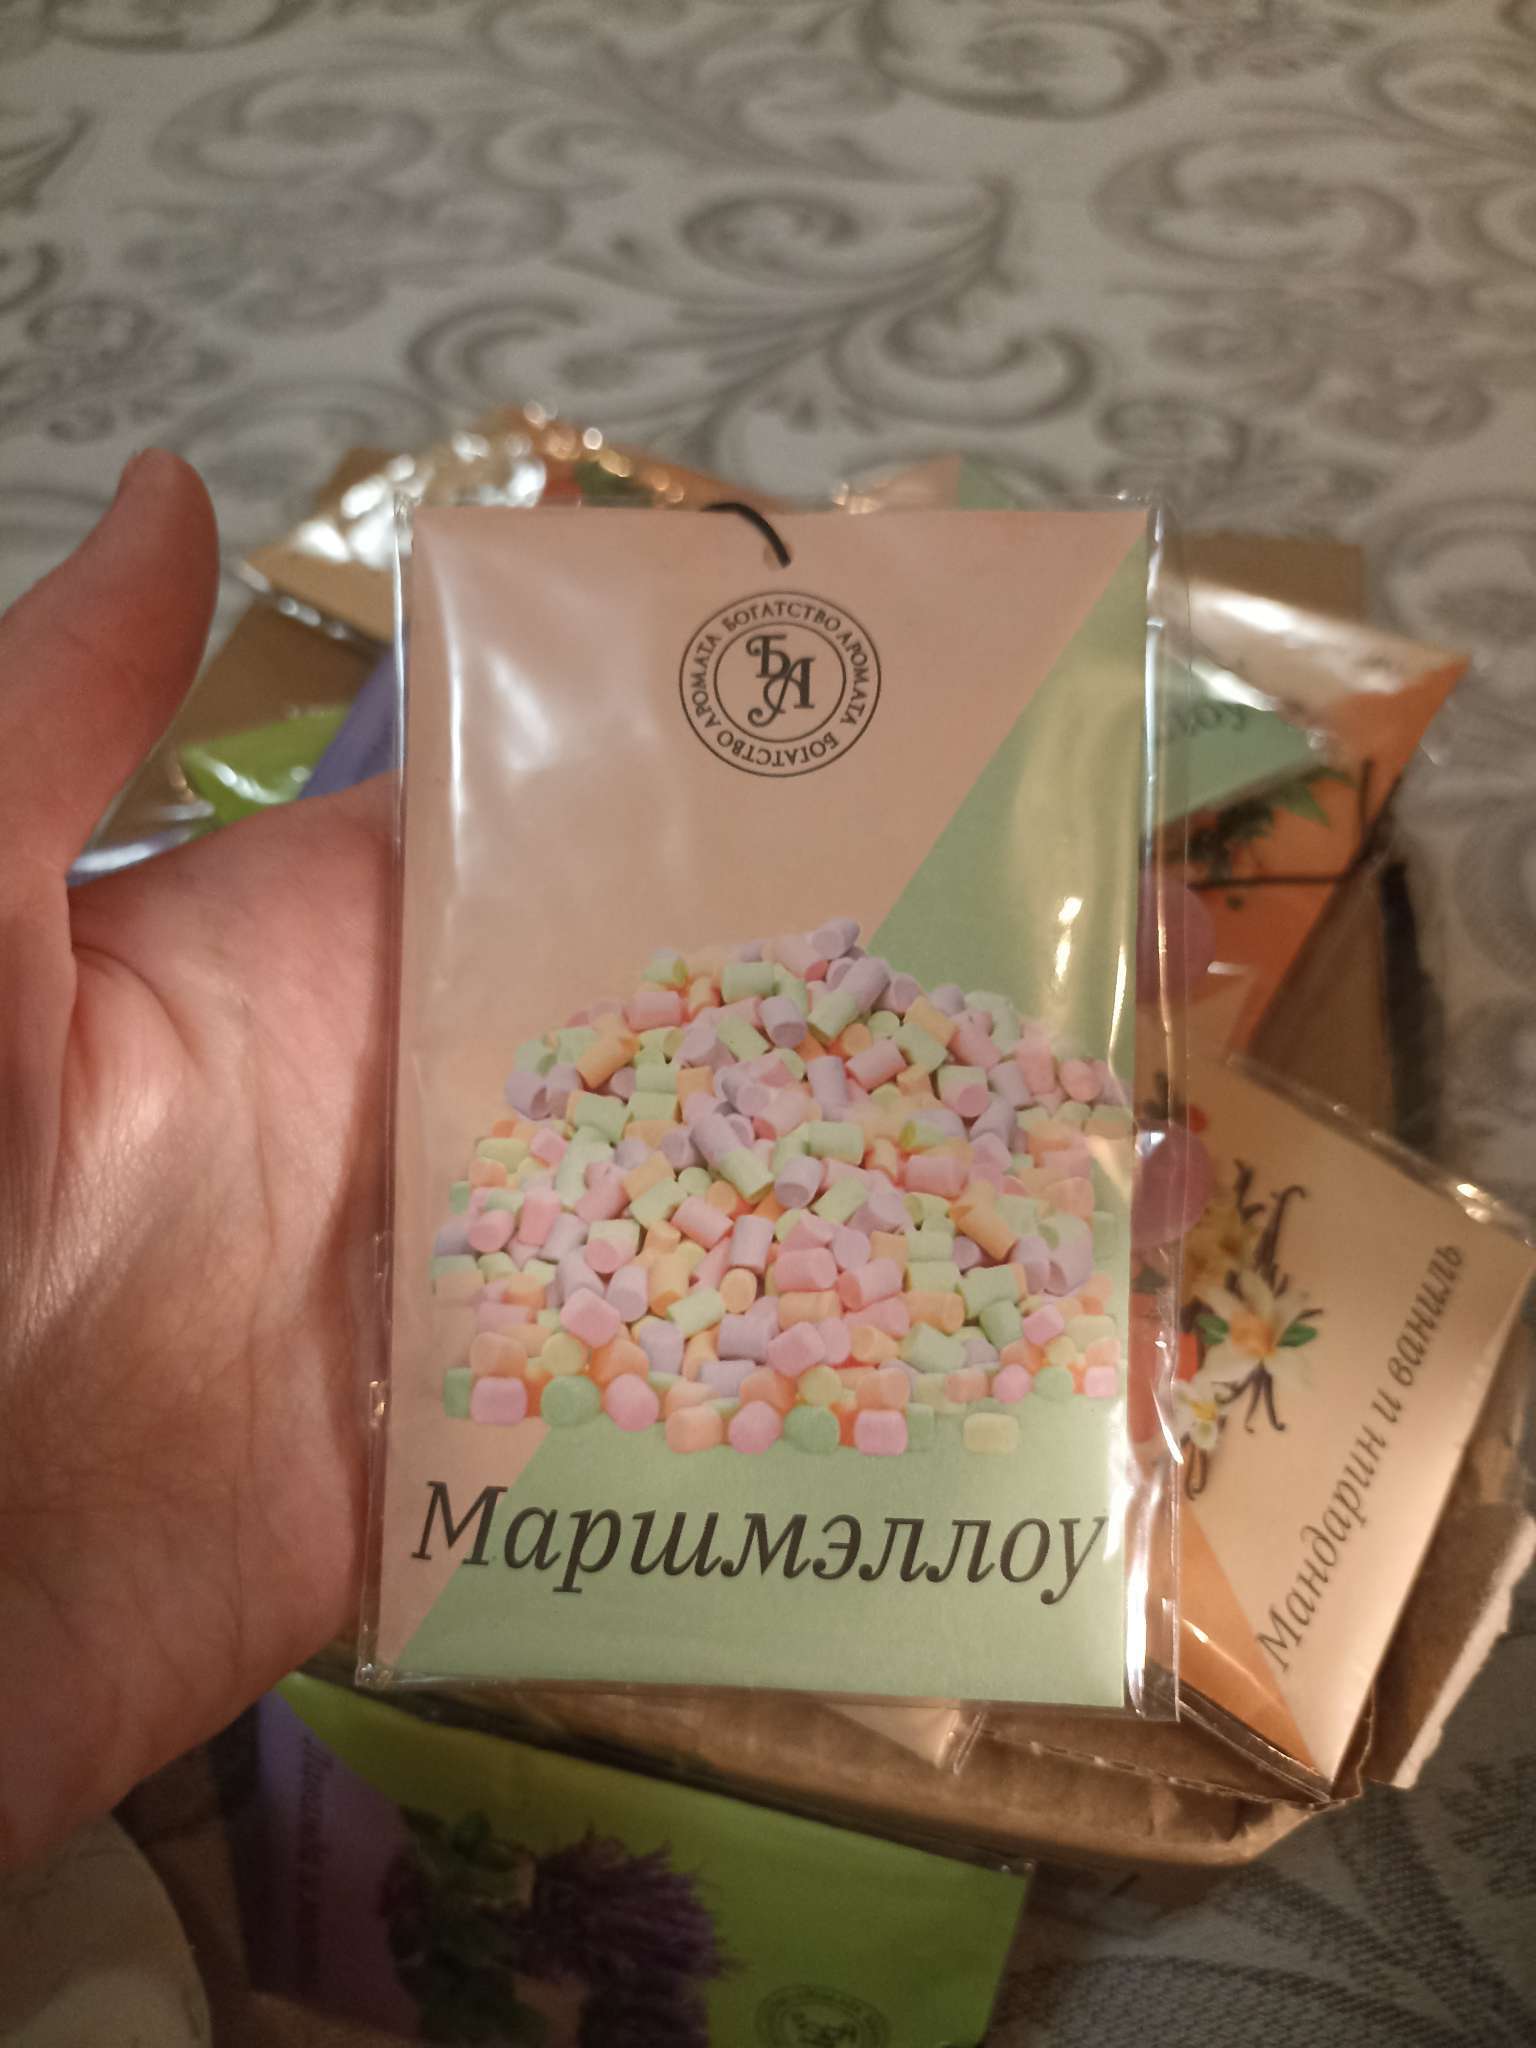 БОГАТСТВО АРОМАТА БОГАТСТВО АРОМАТА
БА
Маршмэллоу
Мандарин и ваниль